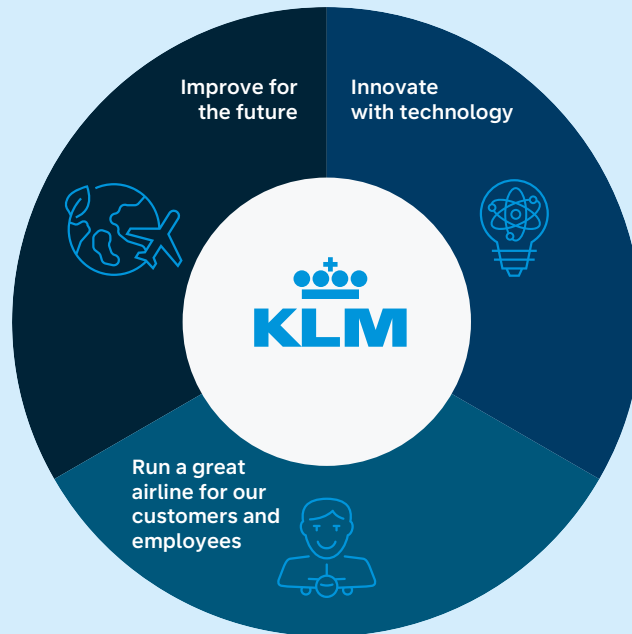 Improve for
the future
Innovate
with technology
KLM
Run a great
airline for our
customers and
employees